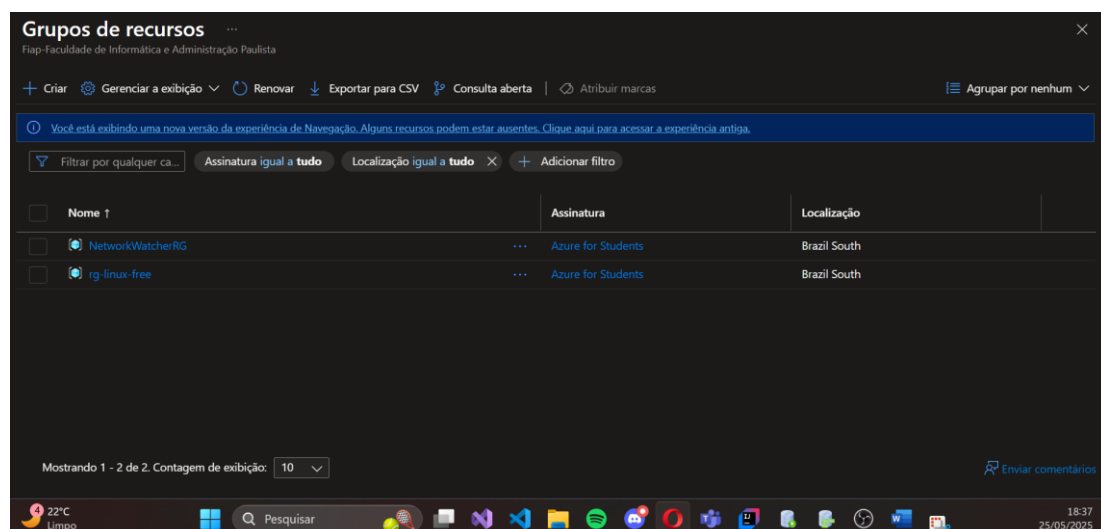 Grupos de recursos ...
Fiap-Faculdade de Informática e Administração Paulista
Criar Gerenciar a exibição Renovar Exportar para CSV Consulta aberta Atribuir marcas Agrupar por nenhum
Você está exibindo uma nova versão da experiência de Navegação. Alguns recursos podem estar ausentes. Clique aqui para acessar a experiência antiga.
Filtrar por qualquer ca... Assinatura igual a tudo Localização igual a tudo Adicionar filtro
Nome ↑ Assinatura Localização
NetworkWatcherRG ... Azure for Students Brazil South
rg-linux-free ... Azure for Students Brazil South
Mostrando 1 - 2 de 2. Contagem de exibição: 10 Enviar comentários
4 22°C Pesquisar 18:37
Limpo 25/05/2025